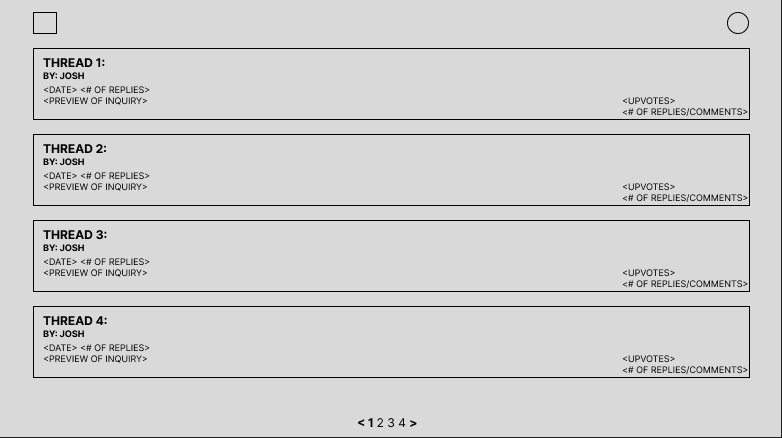 THREAD 1:
BY: JOSH
<DATE> <# OF REPLIES>
<PREVIEW OF INQUIRY>
<UPVOTES>
<# OF REPLIES/COMMENTS>
THREAD 2:
BY: JOSH
<DATE> <# OF REPLIES>
<PREVIEW OF INQUIRY>
<UPVOTES>
<# OF REPLIES/COMMENTS>
THREAD 3:
BY: JOSH
<DATE> <# OF REPLIES>
<PREVIEW OF INQUIRY>
<UPVOTES>
<# OF REPLIES/COMMENTS>
THREAD 4:
BY: JOSH
<DATE> <# OF REPLIES>
<PREVIEW OF INQUIRY>
<UPVOTES>
<# OF REPLIES/COMMENTS>
< 1 2 3 4 >